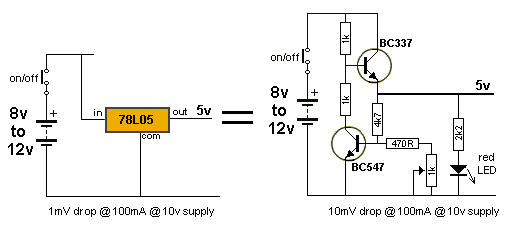 on/off
8v
to
12v
+
in
78L05
out
5v
com
1mV drop @ 100mA @ 10v supply
=
on/off
8v
to
12v
+
1k
BC337
1k
5v
4k7
470R
BC547
1k
2k2
red
LED
10mV drop @ 100mA @ 10v supply